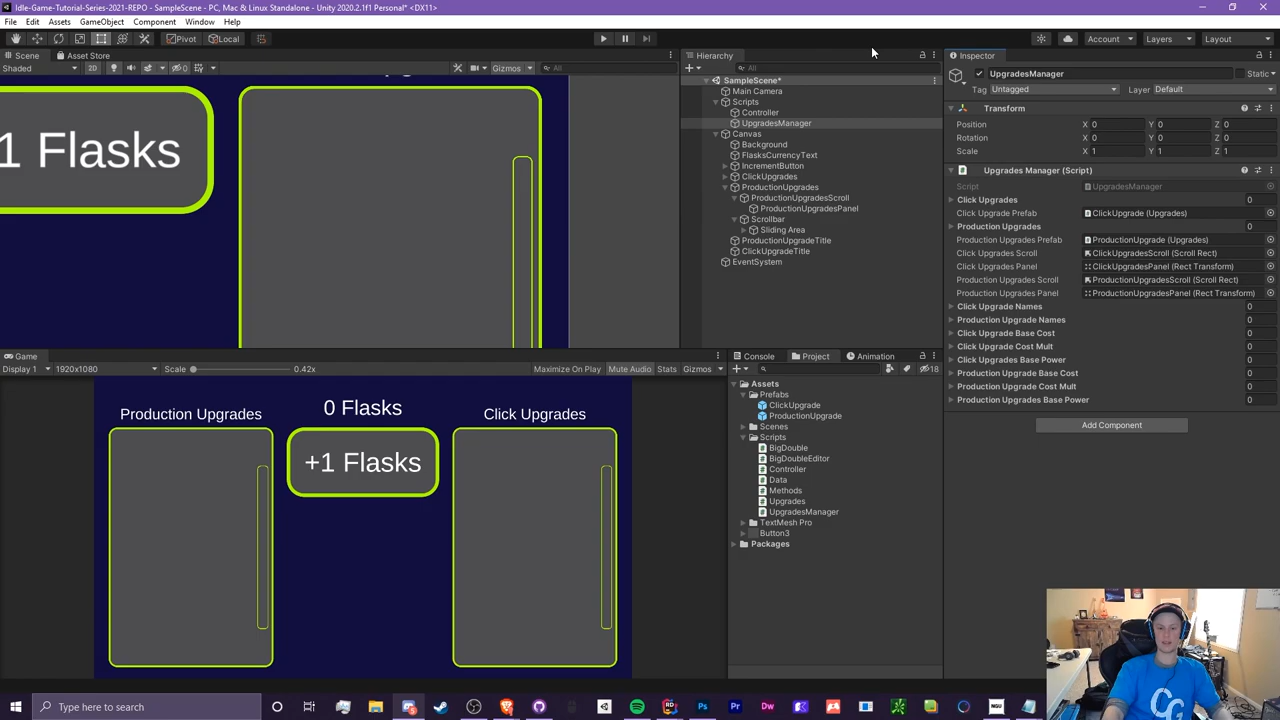 Idle-Game-Tutorial-Series-2021-REPO - SampleScene - PC, Mac & Linux Standalone - Unity 2020.2.1f1 Personal* <DX11>
File Edit Assets GameObject Component Window Help
Pivot Local Account Layers Layout
Scene Asset Store
Shaded 2D 0 Gizmos All
1 Flasks
Hierarchy
All
SampleScene*
Main Camera
Scripts
Controller
UpgradesManager
Canvas
Background
FlasksCurrencyText
IncrementButton
ClickUpgrades
ProductionUpgrades
ProductionUpgradesScroll
ProductionUpgradesPanel
Scrollbar
Sliding Area
ProductionUpgradeTitle
ClickUpgradeTitle
EventSystem
Inspector
UpgradesManager Static
Tag Untagged Layer Default
Transform
Position X 0 Y 0 Z 0
Rotation X 0 Y 0 Z 0
Scale X 1 Y 1 Z 1
Upgrades Manager (Script)
Script UpgradesManager
Click Upgrades 0
Click Upgrade Prefab ClickUpgrade (Upgrades)
Production Upgrades 0
Production Upgrades Prefab ProductionUpgrade (Upgrades)
Click Upgrades Scroll ClickUpgradesScroll (Scroll Rect)
Click Upgrades Panel ClickUpgradesPanel (Rect Transform)
Production Upgrades Scroll ProductionUpgradesScroll (Scroll Rect)
Production Upgrades Panel ProductionUpgradesPanel (Rect Transform)
Click Upgrade Names 0
Production Upgrade Names 0
Click Upgrade Base Cost 0
Click Upgrade Cost Mult 0
Click Upgrades Base Power 0
Production Upgrade Base Cost 0
Production Upgrade Cost Mult 0
Production Upgrades Base Power 0
Add Component
Game
Display 1 1920x1080 Scale 0.42x Maximize On Play Mute Audio Stats Gizmos
Production Upgrades 0 Flasks Click Upgrades
+1 Flasks
Console Project Animation
18
Assets
Prefabs
ClickUpgrade
ProductionUpgrade
Scenes
Scripts
BigDouble
BigDoubleEditor
Controller
Data
Methods
Upgrades
UpgradesManager
TextMesh Pro
Button3
Packages
Type here to search
Ps Pr Dw NGU